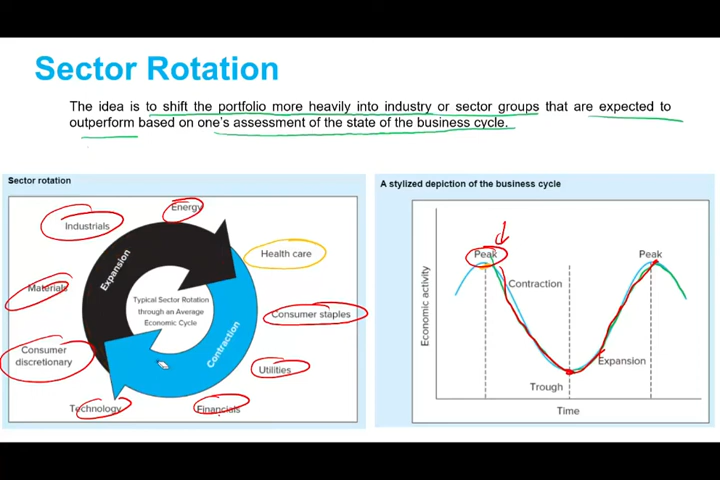 Sector Rotation
The idea is to shift the portfolio more heavily into industry or sector groups that are expected to
outperform based on one's assessment of the state of the business cycle.
Sector rotation
Energy
Industrials
Health care
Expansion
Materials
Typical Sector Rotation
through an Average
Economic Cycle
Consumer staples
Contraction
Consumer
discretionary
Utilities
Technology
Financials
A stylized depiction of the business cycle
Peak
Peak
Contraction
Economic activity
Expansion
Trough
Time